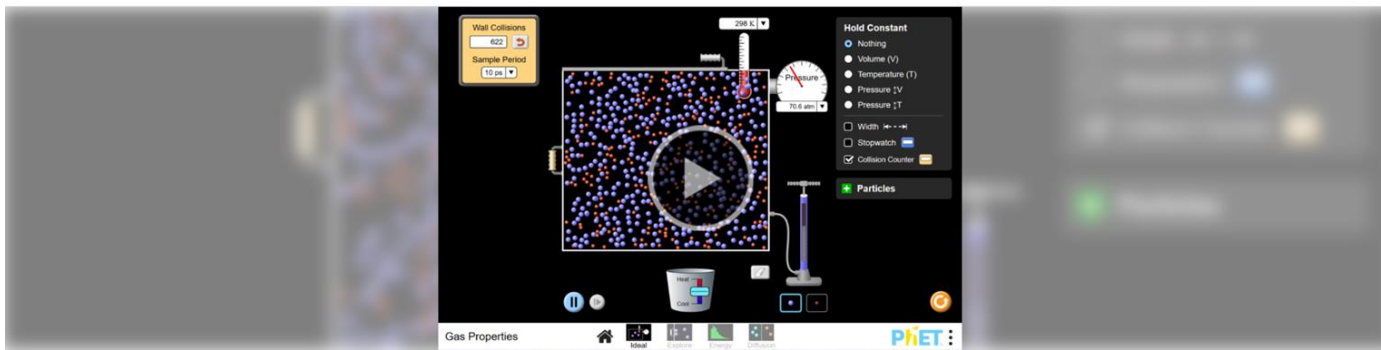 Wall Collisions
622
Sample Period
10 ps
298 K
Pressure
70.6 atm
Hold Constant
Nothing
Volume (V)
Temperature (T)
Pressure ↕V
Pressure ↕T
Width
Stopwatch
Collision Counter
Particles
Heat
Cool
Gas Properties
Ideal
Explore
Energy
Diffusion
PhET